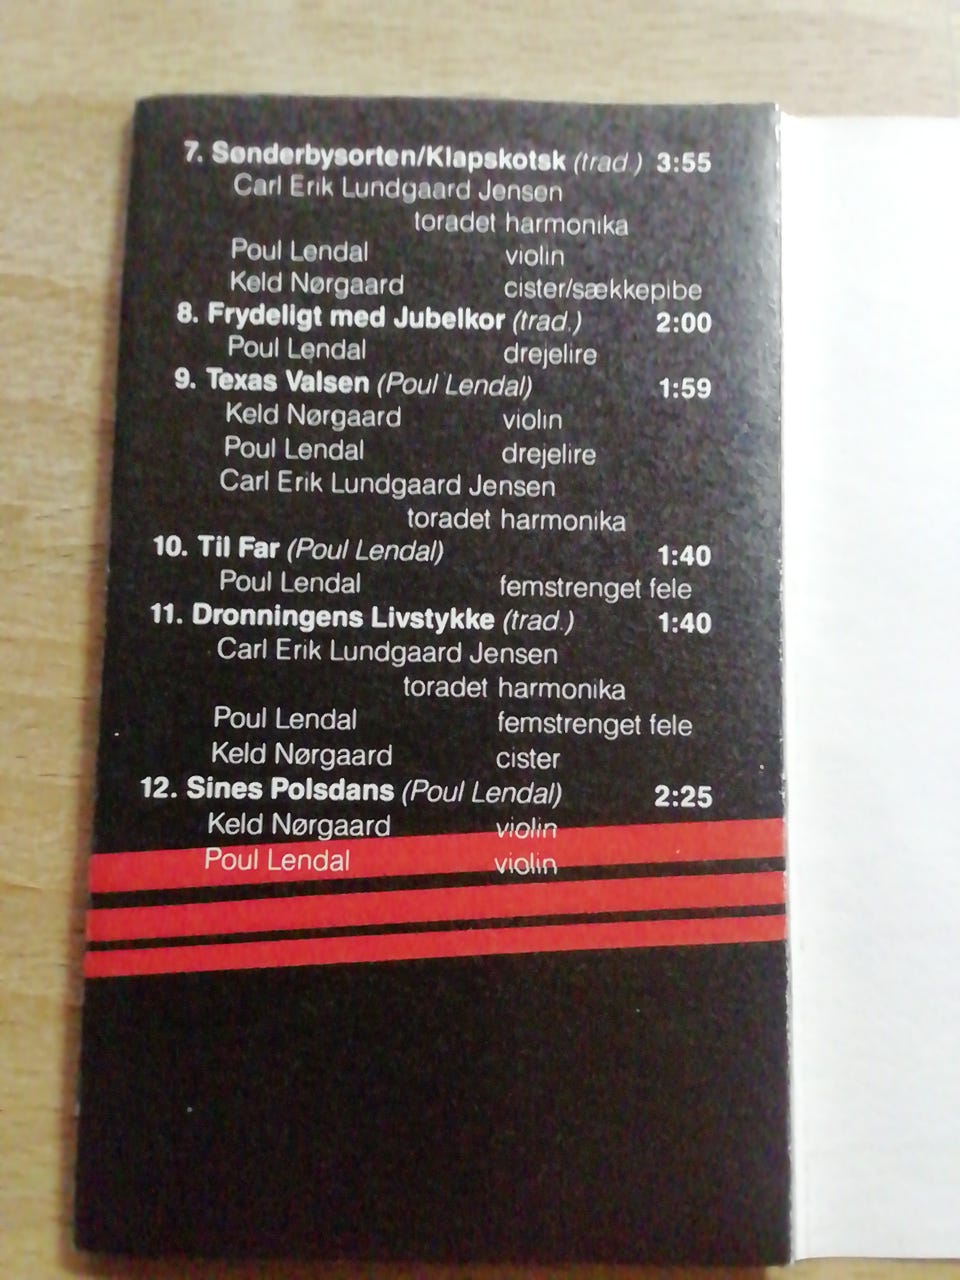 7. Sønderbysorten/Klapskotsk (trad.) 3:55
Carl Erik Lundgaard Jensen
toradet harmonika
Poul Lendal violin
Keld Nørgaard cister/sækkepibe
8. Frydeligt med Jubelkor (trad.) 2:00
Poul Lendal drejelire
9. Texas Valsen (Poul Lendal) 1:59
Keld Nørgaard violin
Poul Lendal drejelire
Carl Erik Lundgaard Jensen
toradet harmonika
10. Til Far (Poul Lendal) 1:40
Poul Lendal femstrenget fele
11. Dronningens Livstykke (trad.) 1:40
Carl Erik Lundgaard Jensen
toradet harmonika
Poul Lendal femstrenget fele
Keld Nørgaard cister
12. Sines Polsdans (Poul Lendal) 2:25
Keld Nørgaard violin
Poul Lendal violin